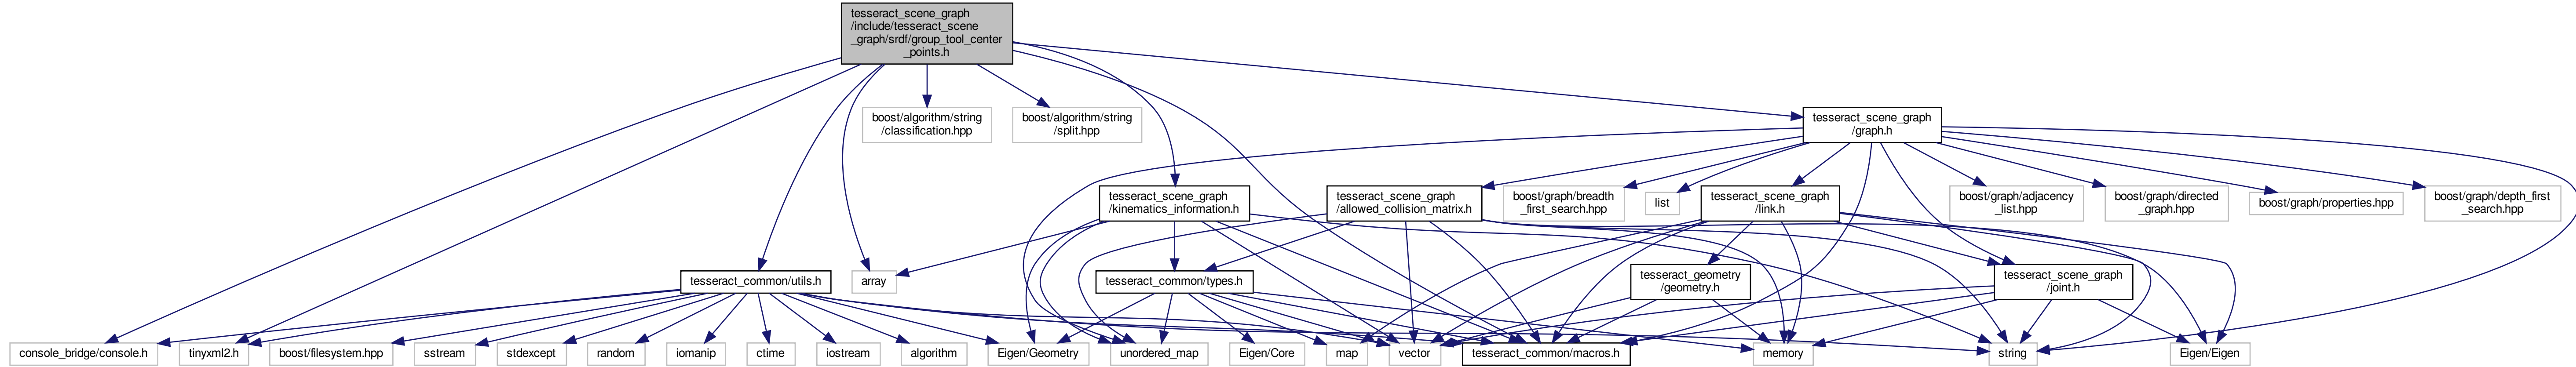 tesseract_scene_graph
/include/tesseract_scene
_graph/srdf/group_tool_center
_points.h
boost/algorithm/string
/classification.hpp
boost/algorithm/string
/split.hpp
tesseract_scene_graph
/graph.h
tesseract_scene_graph
/kinematics_information.h
tesseract_scene_graph
/allowed_collision_matrix.h
boost/graph/breadth
_first_search.hpp
list
tesseract_scene_graph
/link.h
boost/graph/adjacency
_list.hpp
boost/graph/directed
_graph.hpp
boost/graph/properties.hpp
boost/graph/depth_first
_search.hpp
tesseract_common/utils.h
array
tesseract_common/types.h
tesseract_geometry
/geometry.h
tesseract_scene_graph
/joint.h
console_bridge/console.h
tinyxml2.h
boost/filesystem.hpp
sstream
stdexcept
random
iomanip
ctime
iostream
algorithm
Eigen/Geometry
unordered_map
Eigen/Core
map
vector
tesseract_common/macros.h
memory
string
Eigen/Eigen